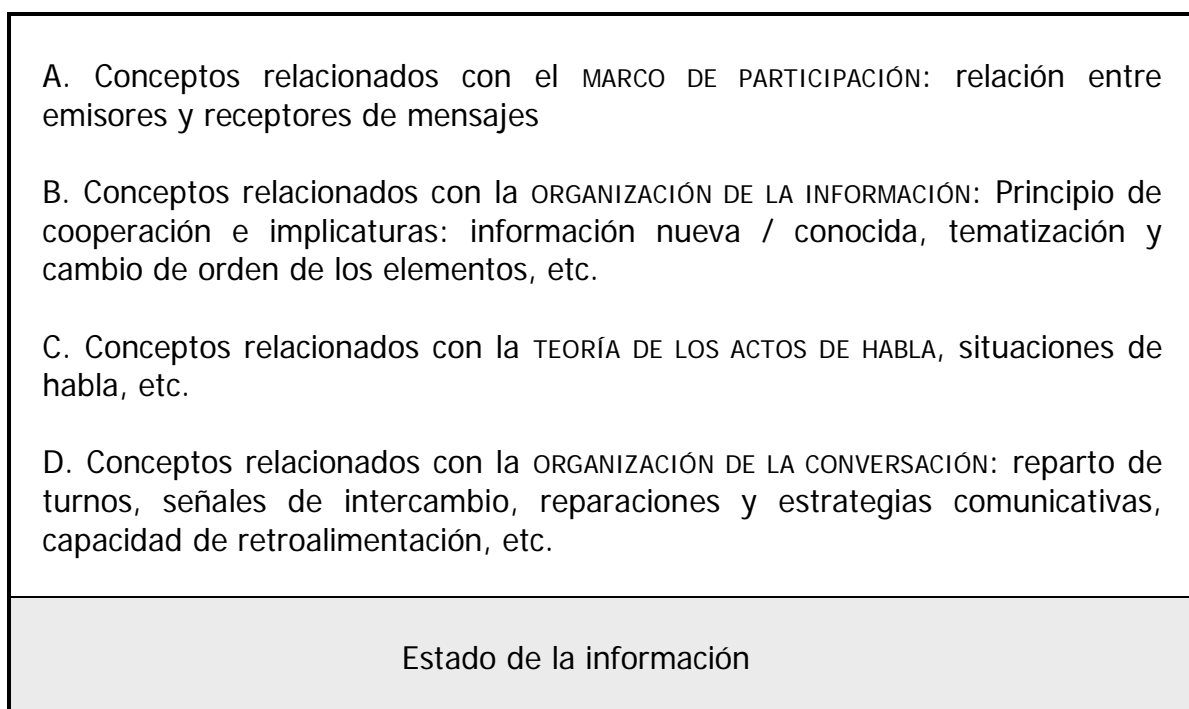 A. Conceptos relacionados con el MARCO DE PARTICIPACIÓN: relación entre
emisores y receptores de mensajes
B. Conceptos relacionados con la ORGANIZACIÓN DE LA INFORMACIÓN: Principio de
cooperación e implicaturas: información nueva / conocida, tematización y
cambio de orden de los elementos, etc.
C. Conceptos relacionados con la TEORÍA DE LOS ACTOS DE HABLA, situaciones de
habla, etc.
D. Conceptos relacionados con la ORGANIZACIÓN DE LA CONVERSACIÓN: reparto de
turnos, señales de intercambio, reparaciones y estrategias comunicativas,
capacidad de retroalimentación, etc.
Estado de la información